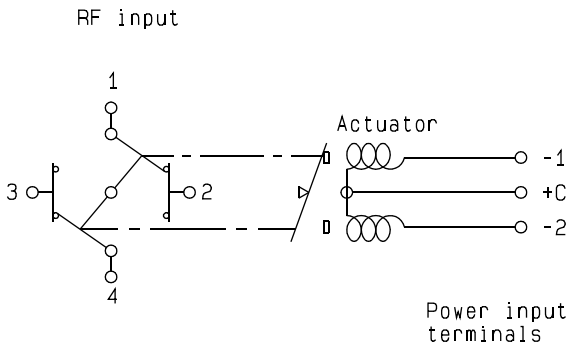 RF input
1
Actuator
-1
3
2
+C
-2
4
Power input
terminals